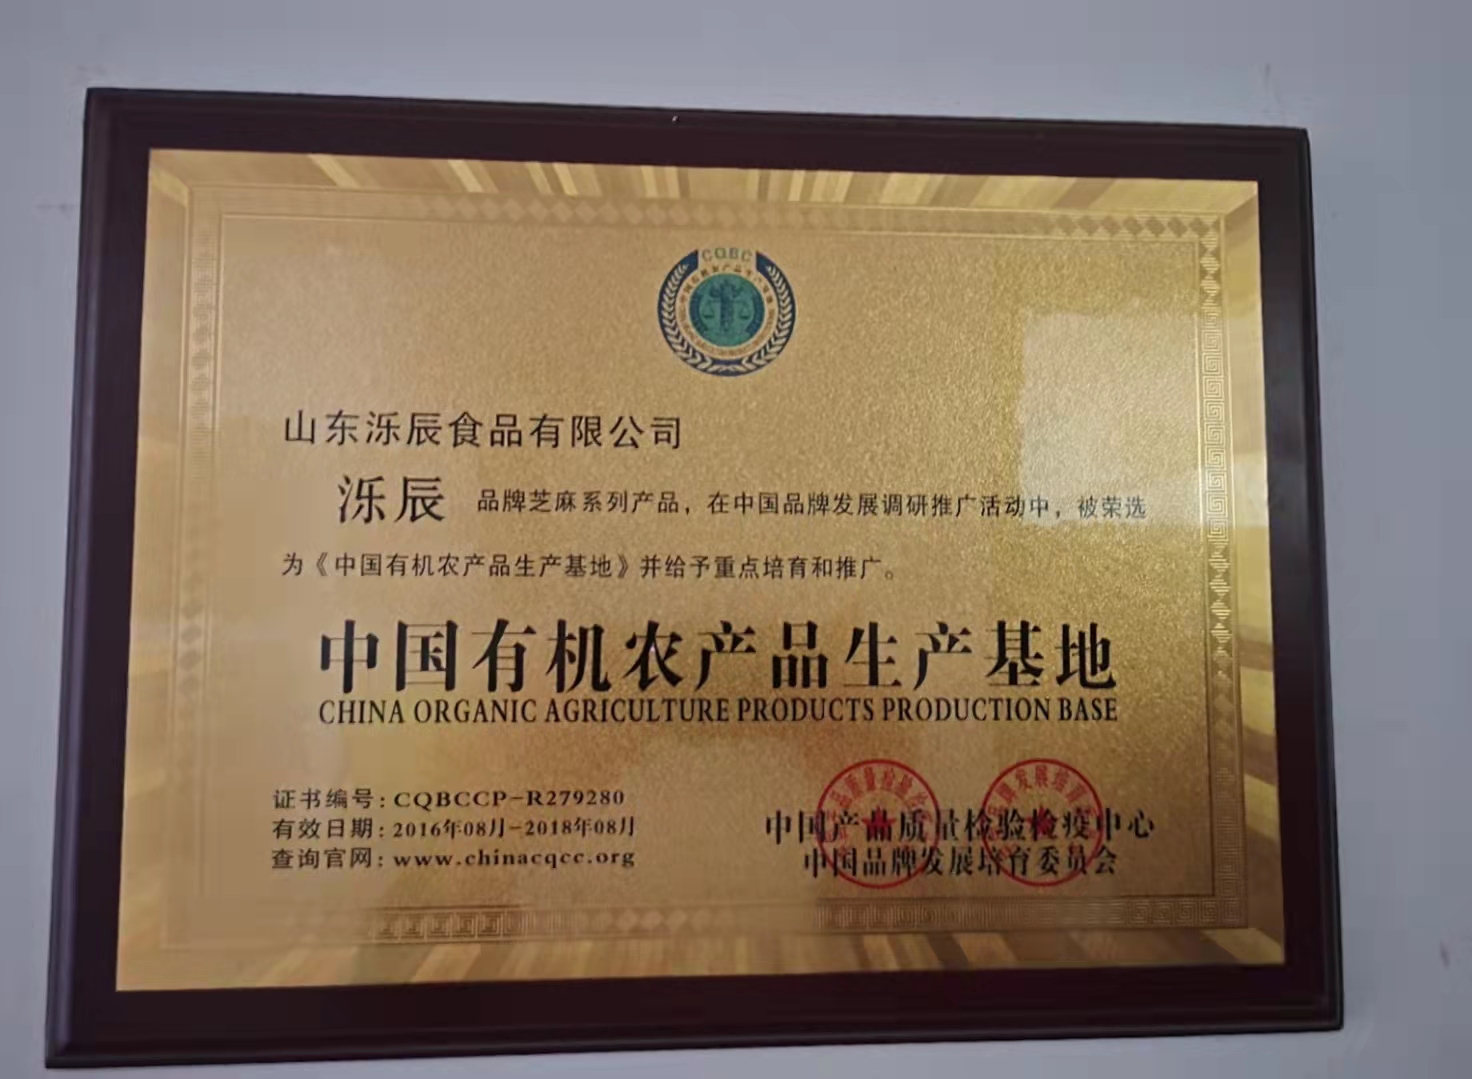 CQBC
山东泺辰食品有限公司
泺辰 品牌芝麻系列产品，在中国品牌发展调研推广活动中，被荣选
为《中国有机农产品生产基地》并给予重点培育和推广。
中国有机农产品生产基地
CHINA ORGANIC AGRICULTURE PRODUCTS PRODUCTION BASE
证书编号：CQBCCP-R279280
有效日期：2016年08月-2018年08月
查询官网：www.chinacqcc.org
中国产品质量检验检疫中心
中国品牌发展培育委员会